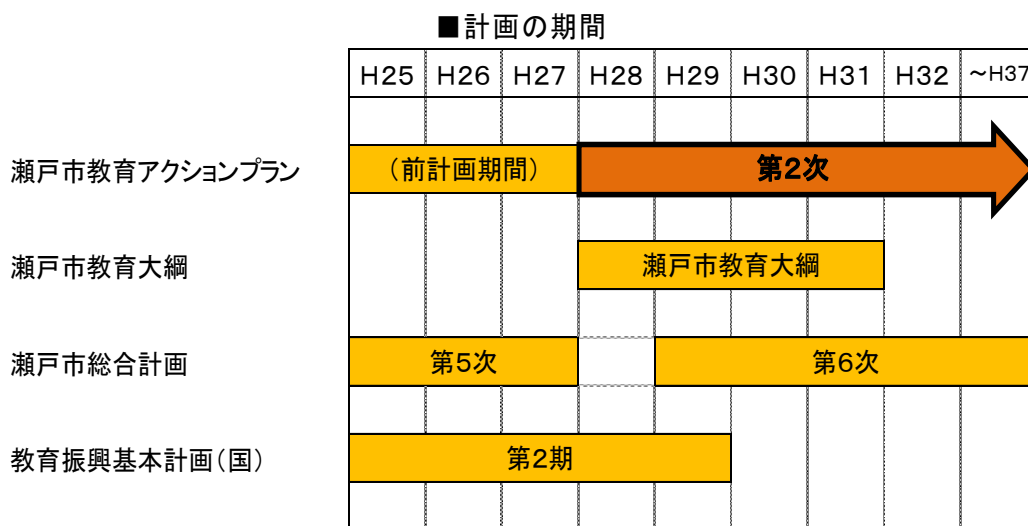 ■計画の期間
H25 H26 H27 H28 H29 H30 H31 H32 ～H37
瀬戸市教育アクションプラン (前計画期間) 第2次
瀬戸市教育大綱 瀬戸市教育大綱
瀬戸市総合計画 第5次 第6次
教育振興基本計画(国) 第2期